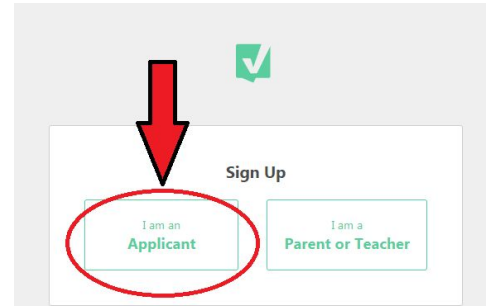 Sign Up
I am an
Applicant
I am a
Parent or Teacher